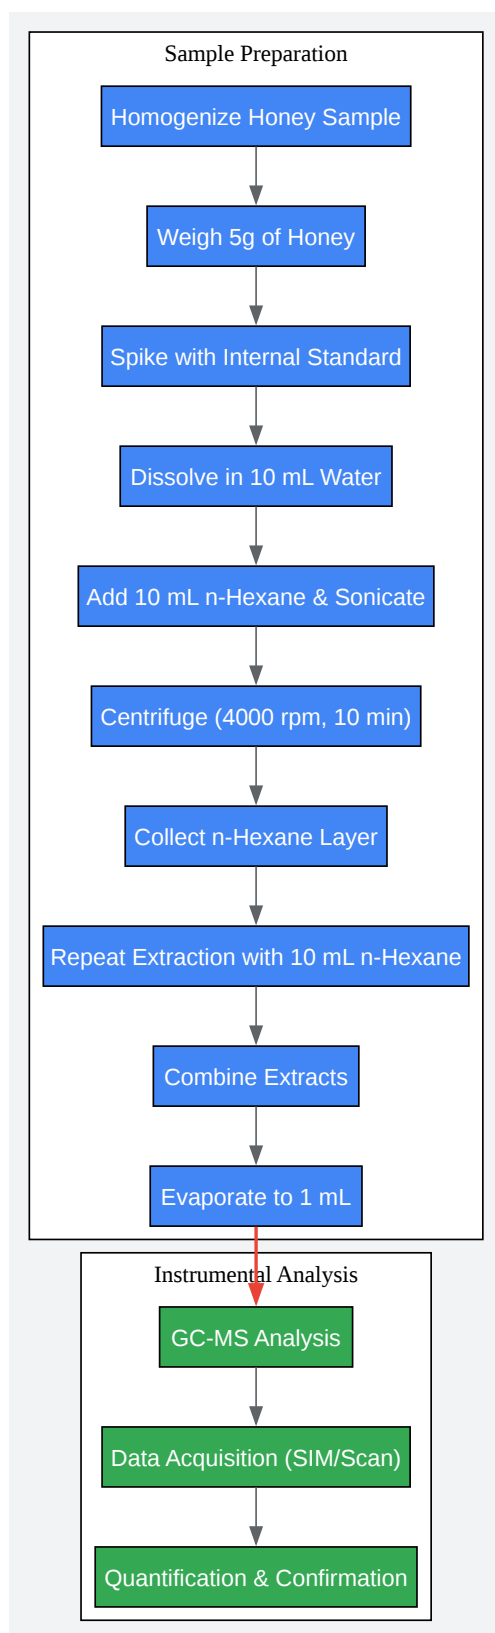 Sample Preparation
Homogenize Honey Sample
Weigh 5g of Honey
Spike with Internal Standard
Dissolve in 10 mL Water
Add 10 mL n-Hexane & Sonicate
Centrifuge (4000 rpm, 10 min)
Collect n-Hexane Layer
Repeat Extraction with 10 mL n-Hexane
Combine Extracts
Evaporate to 1 mL
Instrumental Analysis
GC-MS Analysis
Data Acquisition (SIM/Scan)
Quantification & Confirmation